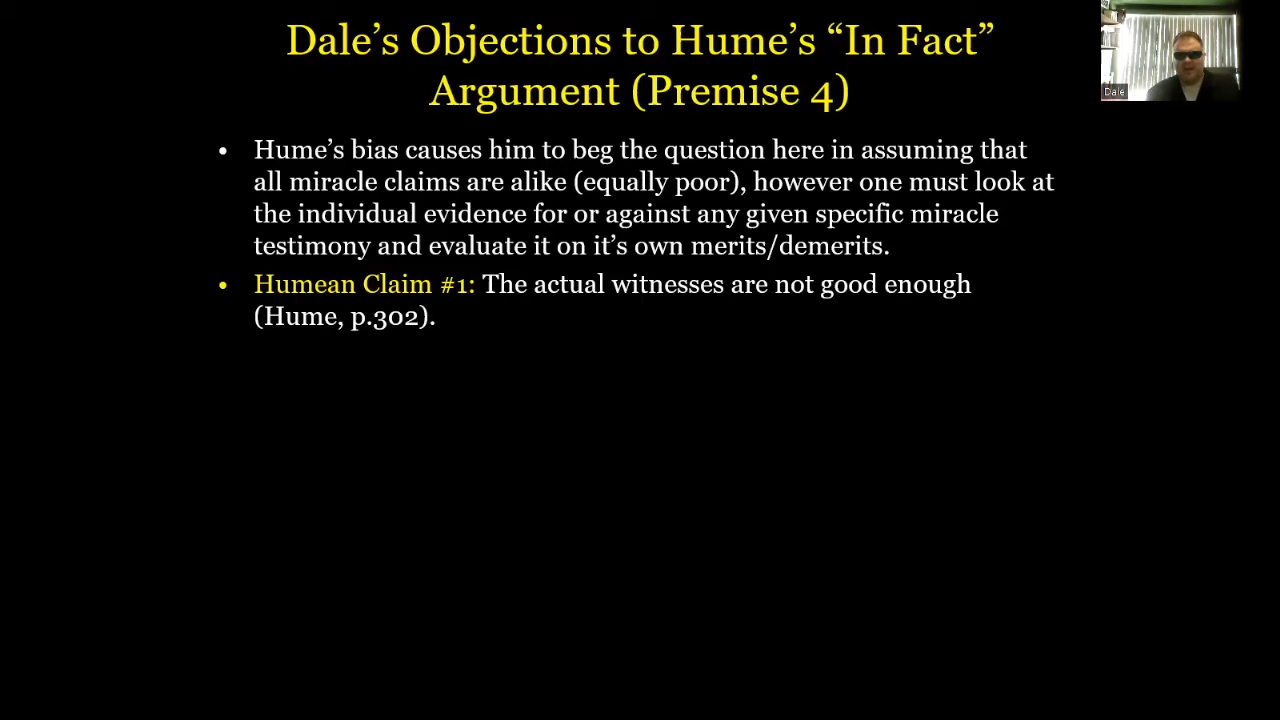 Dale’s Objections to Hume’s “In Fact”
Argument (Premise 4)
• Hume’s bias causes him to beg the question here in assuming that
all miracle claims are alike (equally poor), however one must look at
the individual evidence for or against any given specific miracle
testimony and evaluate it on it’s own merits/demerits.
• Humean Claim #1: The actual witnesses are not good enough
(Hume, p.302).
Dale